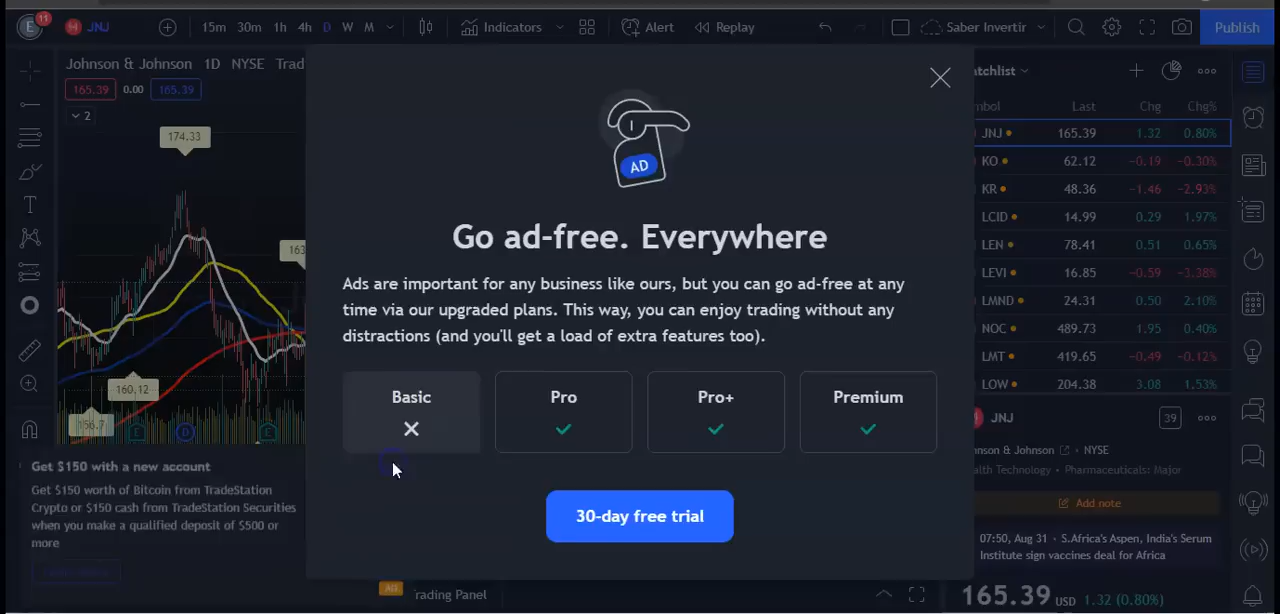 E 11 JNJ 15m 30m 1h 4h D W M Indicators Alert Replay Saber Invertir Publish
Johnson & Johnson 1D NYSE Trad
165.39 0.00 165.39
2
174.33
163
160.12
156.7
E D E
Get $150 with a new account
Get $150 worth of Bitcoin from TradeStation
Crypto or $150 cash from TradeStation Securities
when you make a qualified deposit of $500 or
more
AD
Go ad-free. Everywhere
Ads are important for any business like ours, but you can go ad-free at any
time via our upgraded plans. This way, you can enjoy trading without any
distractions (and you'll get a load of extra features too).
Basic Pro Pro+ Premium
30-day free trial
AD Trading Panel
atchlist
mbol Last Chg Chg%
JNJ 165.39 1.32 0.80%
KO 62.12 −0.19 −0.30%
KR 48.36 −1.46 −2.93%
LCID 14.99 0.29 1.97%
LEN 78.41 0.51 0.65%
LEVI 16.85 −0.59 −3.38%
LMND 24.31 0.50 2.10%
NOC 489.73 1.95 0.40%
LMT 419.65 −0.49 −0.12%
LOW 204.38 3.08 1.53%
JNJ 39
nson & Johnson • NYSE
alth Technology • Pharmaceuticals: Major
Add note
07:50, Aug 31 • S.Africa's Aspen, India's Serum
Institute sign vaccines deal for Africa
165.39 USD 1.32 (0.80%)